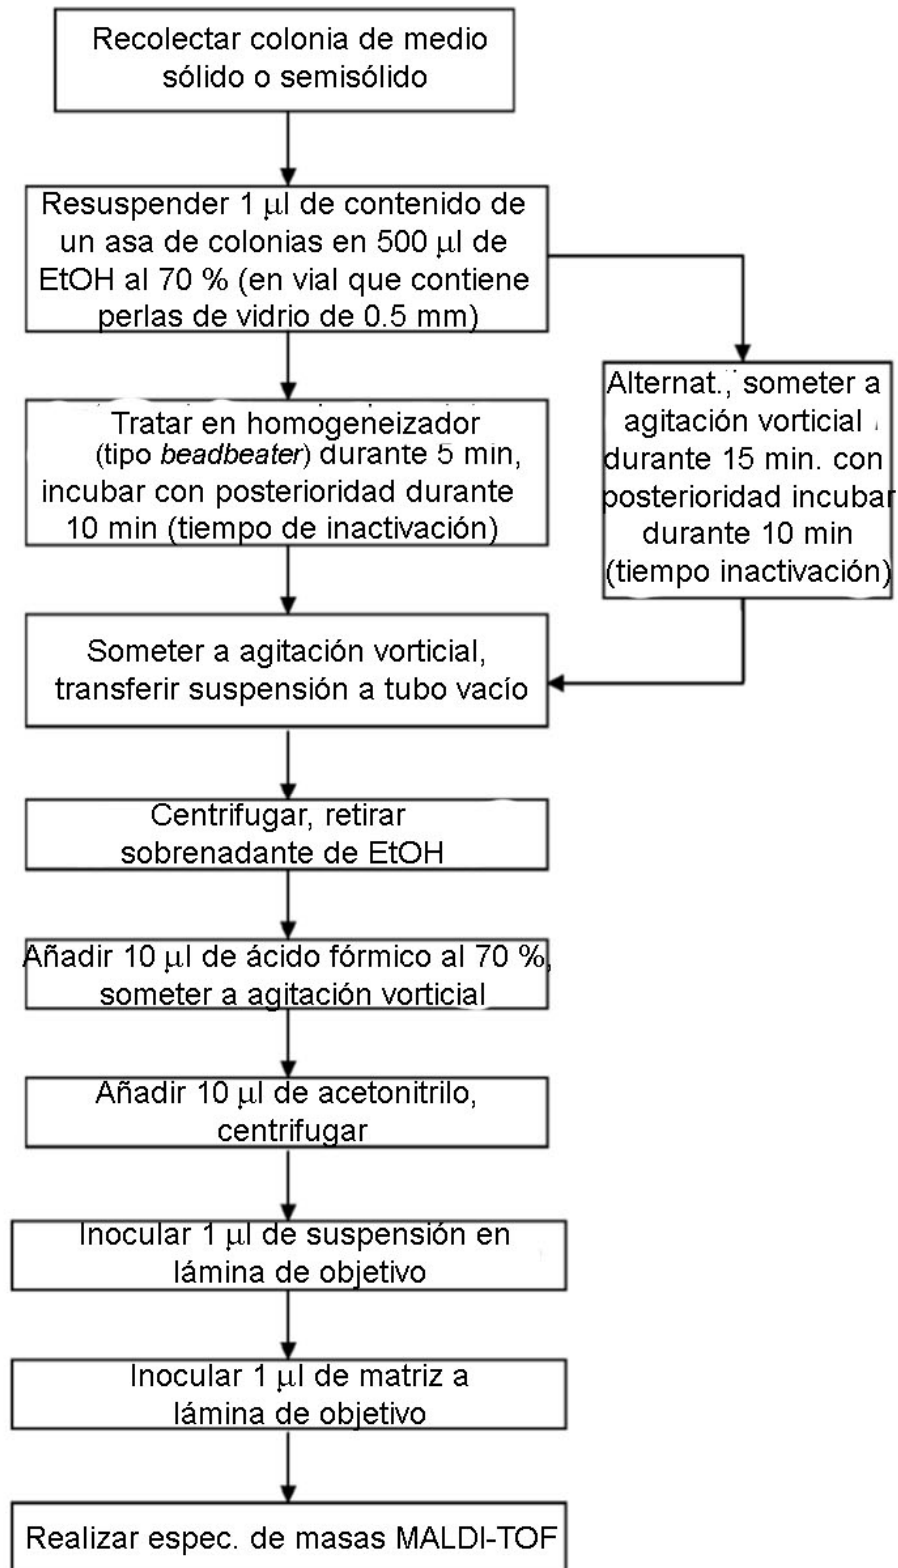 Recolectar colonia de medio
sólido o semisólido
Resuspender 1 µl de contenido de
un asa de colonias en 500 µl de
EtOH al 70 % (en vial que contiene
perlas de vidrio de 0.5 mm)
Tratar en homogeneizador
(tipo beadbeater) durante 5 min,
incubar con posterioridad durante
10 min (tiempo de inactivación)
Alternat., someter a
agitación vorticial
durante 15 min. con
posterioridad incubar
durante 10 min
(tiempo inactivación)
Someter a agitación vorticial,
transferir suspensión a tubo vacío
Centrifugar, retirar
sobrenadante de EtOH
Añadir 10 µl de ácido fórmico al 70 %,
someter a agitación vorticial
Añadir 10 µl de acetonitrilo,
centrifugar
Inocular 1 µl de suspensión en
lámina de objetivo
Inocular 1 µl de matriz a
lámina de objetivo
Realizar espec. de masas MALDI-TOF